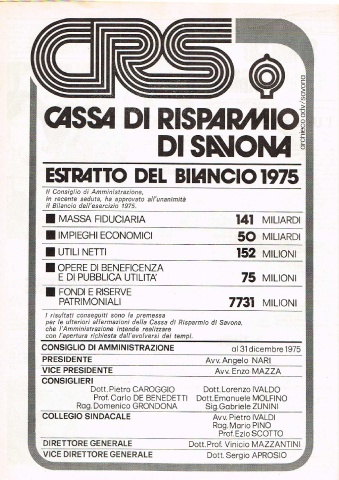 CRS
archieco adv/savona
CASSA DI RISPARMIO
DI SAVONA
ESTRATTO DEL BILANCIO 1975
Il Consiglio di Amministrazione,
in recente seduta, ha approvato all'unanimità
il Bilancio dell'esercizio 1975.
MASSA FIDUCIARIA 141 MILIARDI
IMPIEGHI ECONOMICI 50 MILIARDI
UTILI NETTI 152 MILIONI
OPERE DI BENEFICENZA
E DI PUBBLICA UTILITA' 75 MILIONI
FONDI E RISERVE
PATRIMONIALI 7731 MILIONI
I risultati conseguiti sono la premessa
per le ulteriori affermazioni della Cassa di Risparmio di Savona,
che l'Amministrazione intende realizzare
con l'apertura richiesta dall'evolversi dei tempi.
CONSIGLIO DI AMMINISTRAZIONE al 31 dicembre 1975
PRESIDENTE Avv. Angelo NARI
VICE PRESIDENTE Avv. Enzo MAZZA
CONSIGLIERI
Dott. Pietro CAROGGIO Dott. Lorenzo IVALDO
Prof. Carlo DE BENEDETTI Dott. Emanuele MOLFINO
Rag. Domenico GRONDONA Sig. Gabriele ZUNINI
COLLEGIO SINDACALE Avv. Pietro IVALDI
Rag. Mario PINO
Prof. Ezio SCOTTO
DIRETTORE GENERALE Dott. Prof. Vinicio MAZZANTINI
VICE DIRETTORE GENERALE Dott. Sergio APROSIO